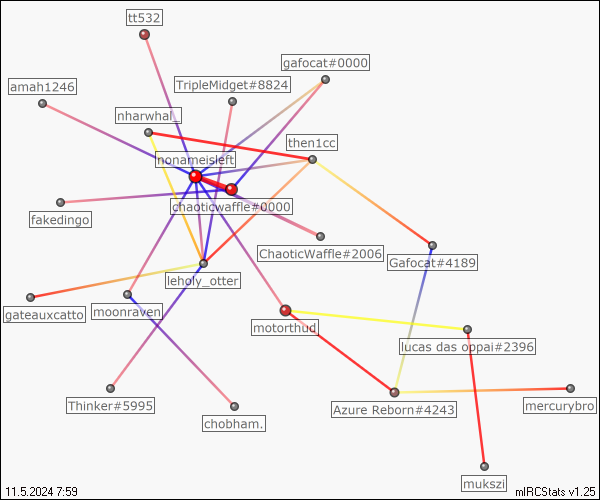 tt532
gafocat#0000
amah1246
TripleMidget#8824
nharwhal_
then1cc
nonameisleft
chaoticwaffle#0000
fakedingo
ChaoticWaffle#2006
Gafocat#4189
leholy_otter
gateauxcatto
moonraven
motorthud
lucas das oppai#2396
Thinker#5995
Azure Reborn#4243
mercurybro
chobham.
mukszi
11.5.2024 7:59
mIRCStats v1.25